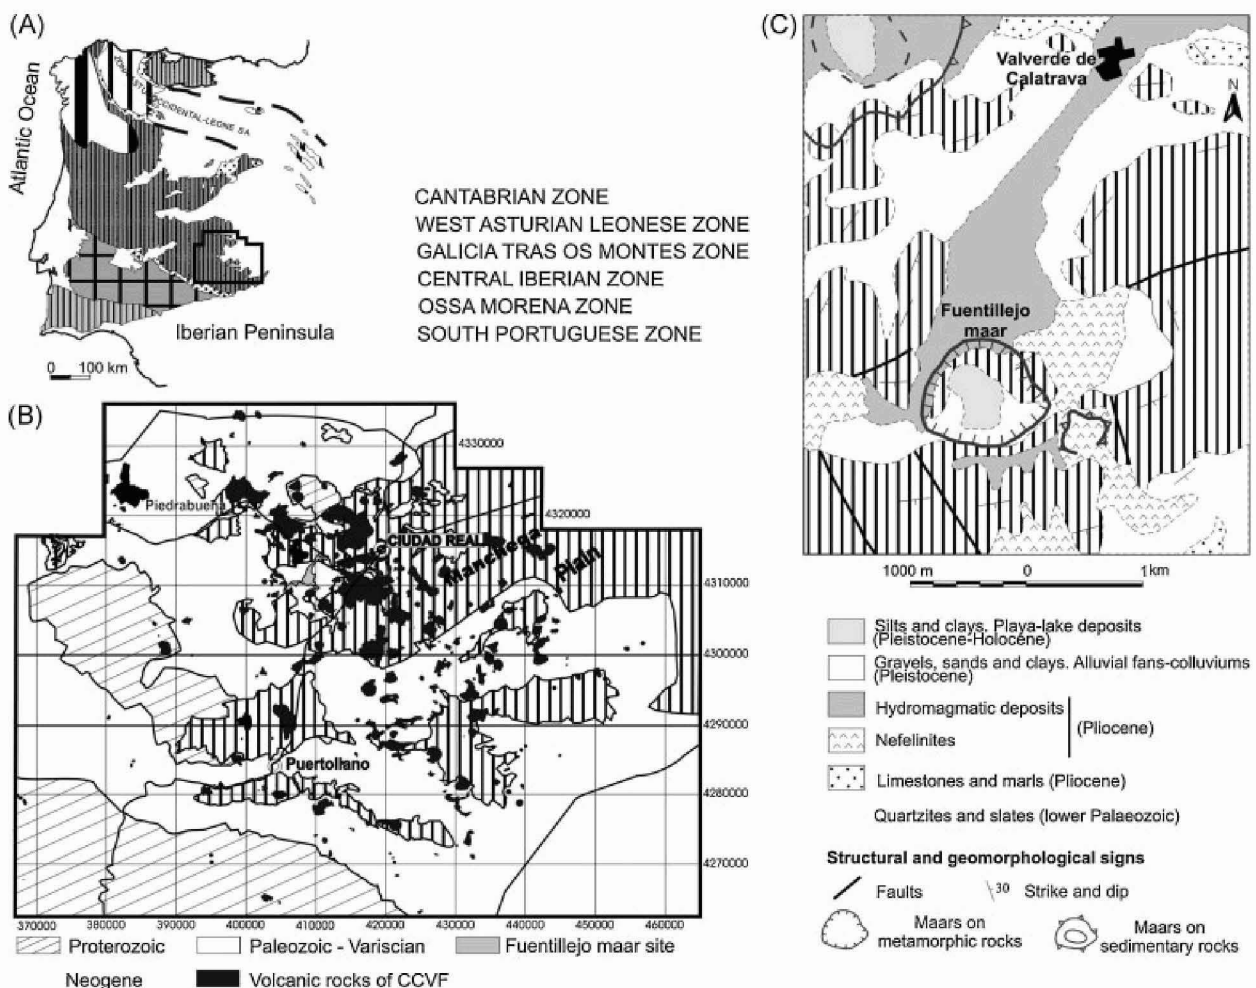 (A)
Atlantic Ocean
Iberian Peninsula
0 100 km
CANTABRIAN ZONE
WEST ASTURIAN LEONESE ZONE
GALICIA TRAS OS MONTES ZONE
CENTRAL IBERIAN ZONE
OSSA MORENA ZONE
SOUTH PORTUGUESE ZONE
(B)
Piedrabuena
CIUDAD REAL
Manchega
Plain
Puertollano
4330000
4320000
4310000
4300000
4290000
4280000
4270000
370000 380000 390000 400000 410000 420000 430000 440000 450000 460000
Proterozoic
Paleozoic - Variscian
Fuentillejo maar site
Neogene
Volcanic rocks of CCVF
(C)
Valverde de
Calatrava
N
Fuentillejo
maar
1000 m 0 1km
Silts and clays. Playa-lake deposits
(Pleistocene-Holocene)
Gravels, sands and clays. Alluvial fans-colluviums
(Pleistocene)
Hydromagmatic deposits
(Pliocene)
Nefelinites
Limestones and marls (Pliocene)
Quartzites and slates (lower Palaeozoic)
Structural and geomorphological signs
Faults
30 Strike and dip
Maars on
metamorphic rocks
Maars on
sedimentary rocks